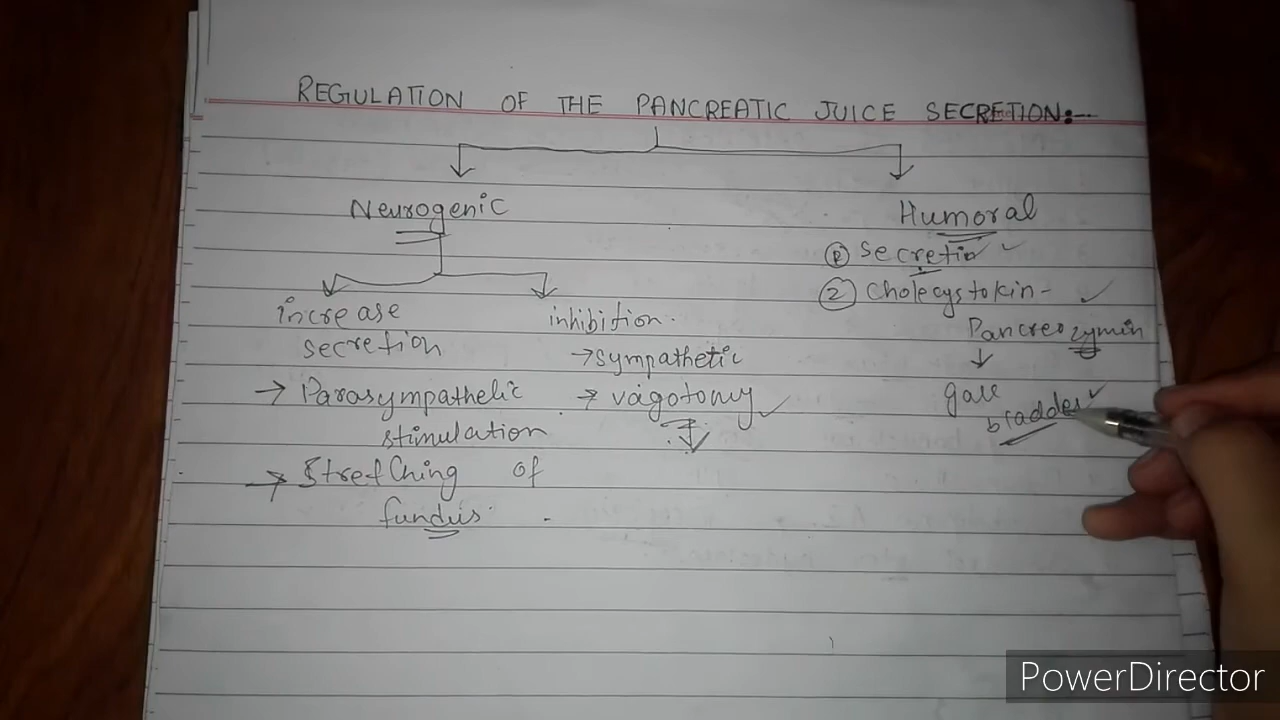 REGULATION OF THE PANCREATIC JUICE SECRETION:-
Neurogenic
increase
secretion
→ Parasympathetic
stimulation
→ Stretching of
fundus.
inhibition.
→ sympathetic
→ vagotomy ✓
Humoral
① secretin ✓
② Cholecystokin- ✓
Pancreozymin
gall
bladder ✓
PowerDirector